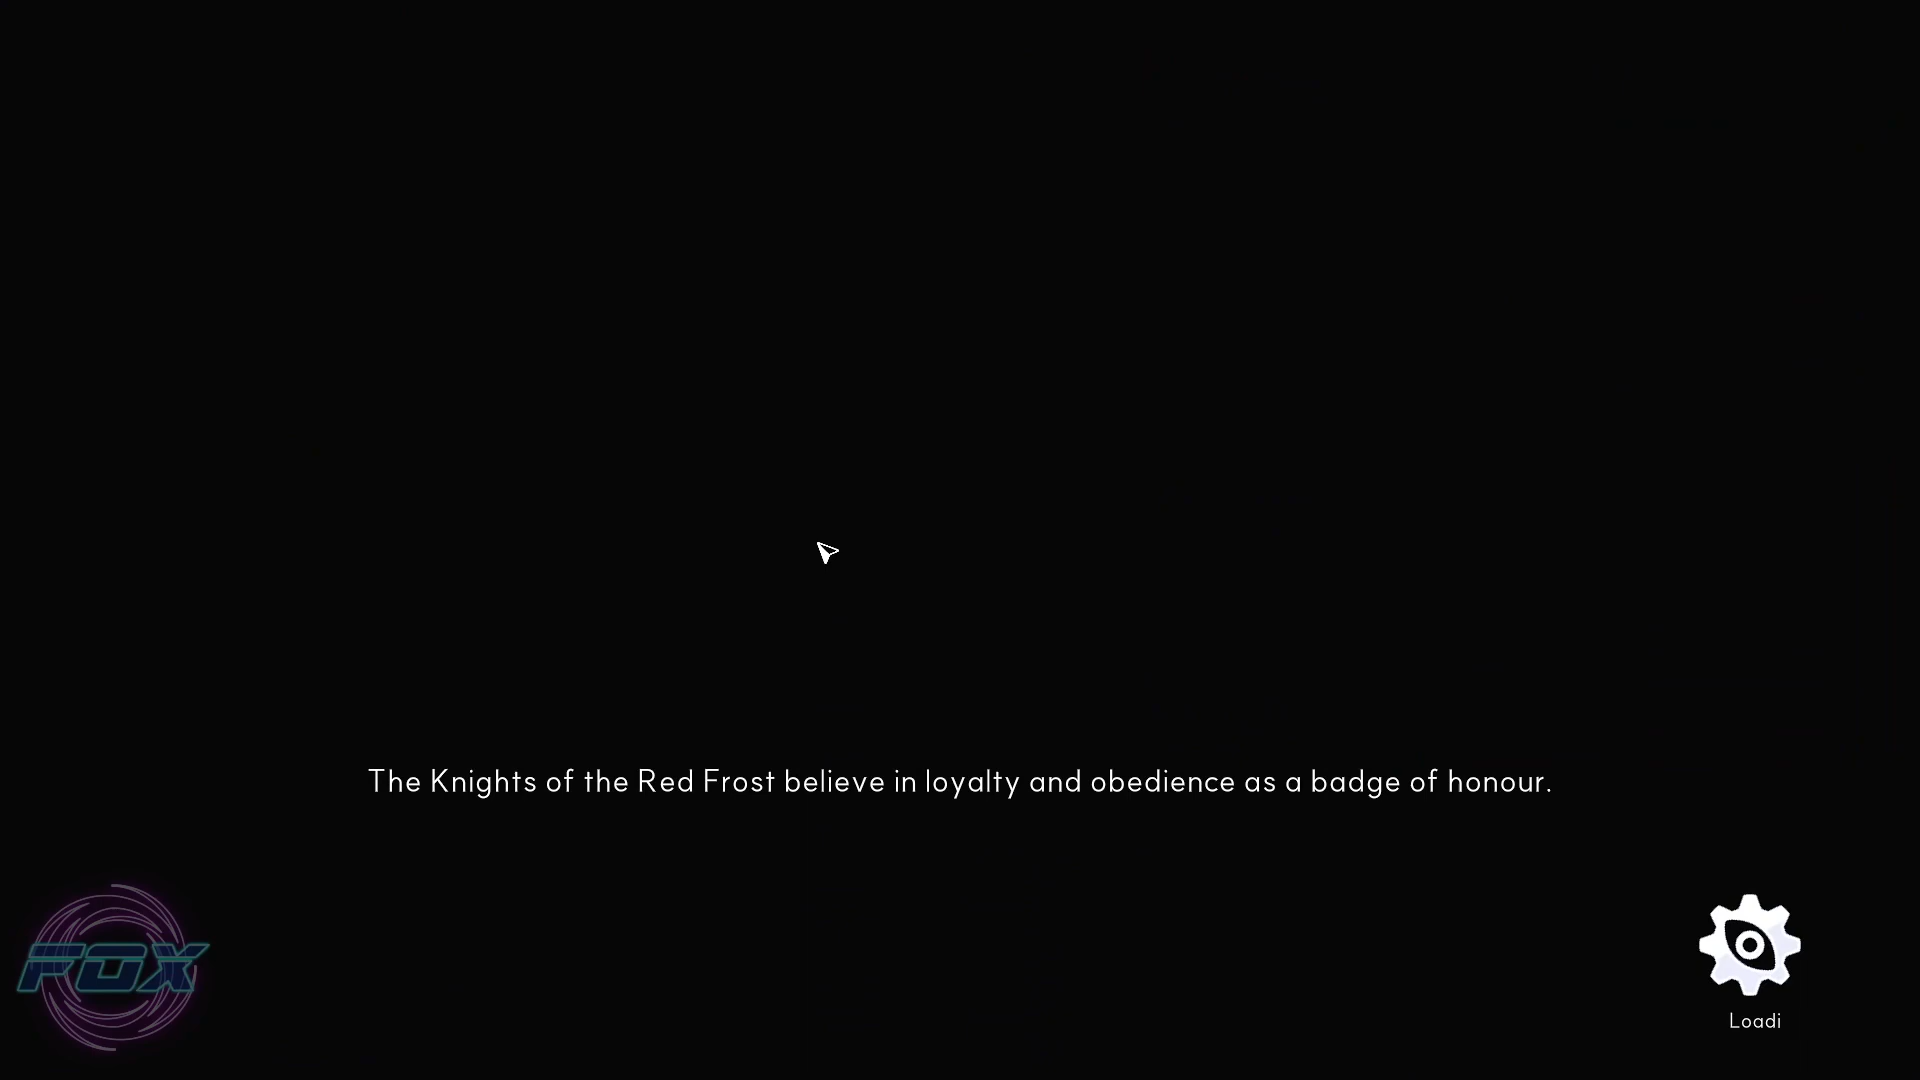 The Knights of the Red Frost believe in loyalty and obedience as a badge of honour.
FOX
Loadi